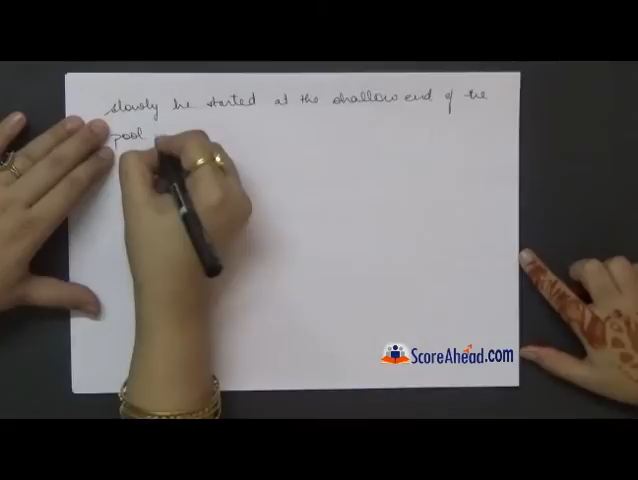 slowly he started at the shallow end of the
pool
ScoreAhead.com